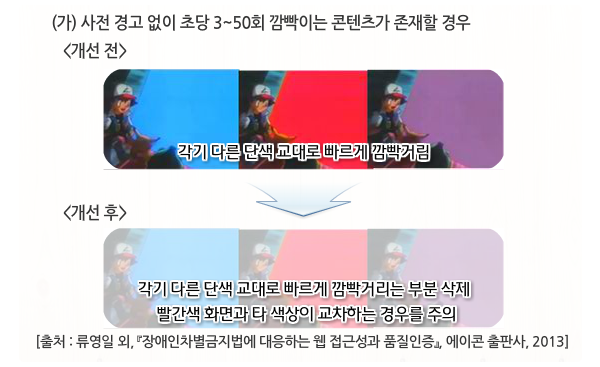 (가) 사전 경고 없이 초당 3~50회 깜빡이는 콘텐츠가 존재할 경우
<개선 전>
각기 다른 단색 교대로 빠르게 깜빡거림
<개선 후>
각기 다른 단색 교대로 빠르게 깜빡거리는 부분 삭제
빨간색 화면과 타 색상이 교차하는 경우를 주의
[출처 : 류영일 외, 『장애인차별금지법에 대응하는 웹 접근성과 품질인증』, 에이콘 출판사, 2013]